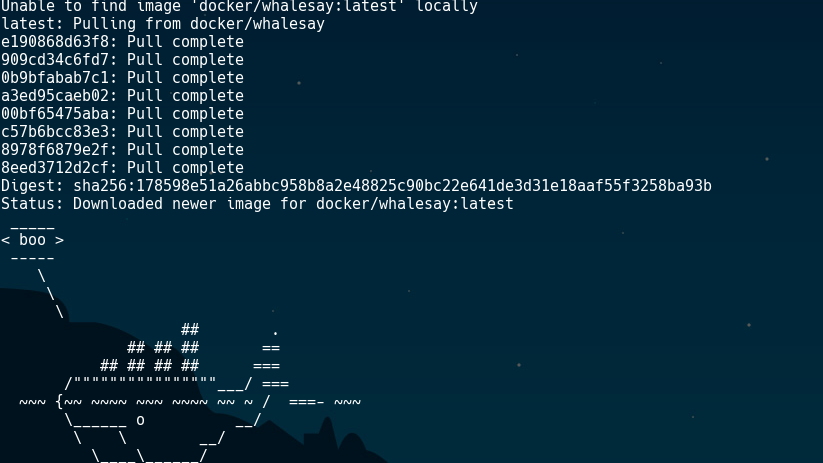 Unable to find image 'docker/whalesay:latest' locally
latest: Pulling from docker/whalesay
e190868d63f8: Pull complete
909cd34c6fd7: Pull complete
0b9bfabab7c1: Pull complete
a3ed95caeb02: Pull complete
00bf65475aba: Pull complete
c57b6bcc83e3: Pull complete
8978f6879e2f: Pull complete
8eed3712d2cf: Pull complete
Digest: sha256:178598e51a26abbc958b8a2e48825c90bc22e641de3d31e18aaf55f3258ba93b
Status: Downloaded newer image for docker/whalesay:latest
 _____
< boo >
 -----
    \
     \
      \
                    ##        .
              ## ## ##       ==
           ## ## ## ##      ===
       /""""""""""""""""___/ ===
  ~~~ {~~ ~~~~ ~~~ ~~~~ ~~ ~ /  ===- ~~~
       \______ o          __/
        \    \        __/
          \____\______/